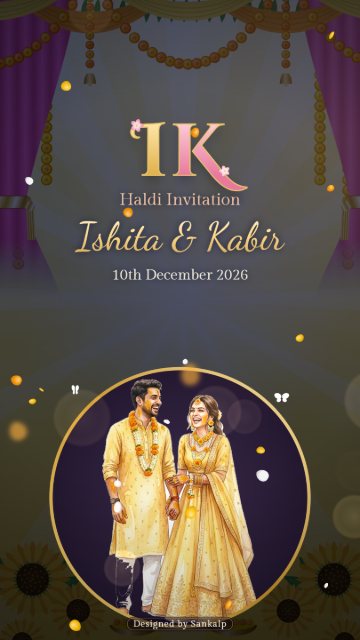 IK
Haldi Invitation
Ishita & Kabir
10th December 2026
Designed by Sankalp